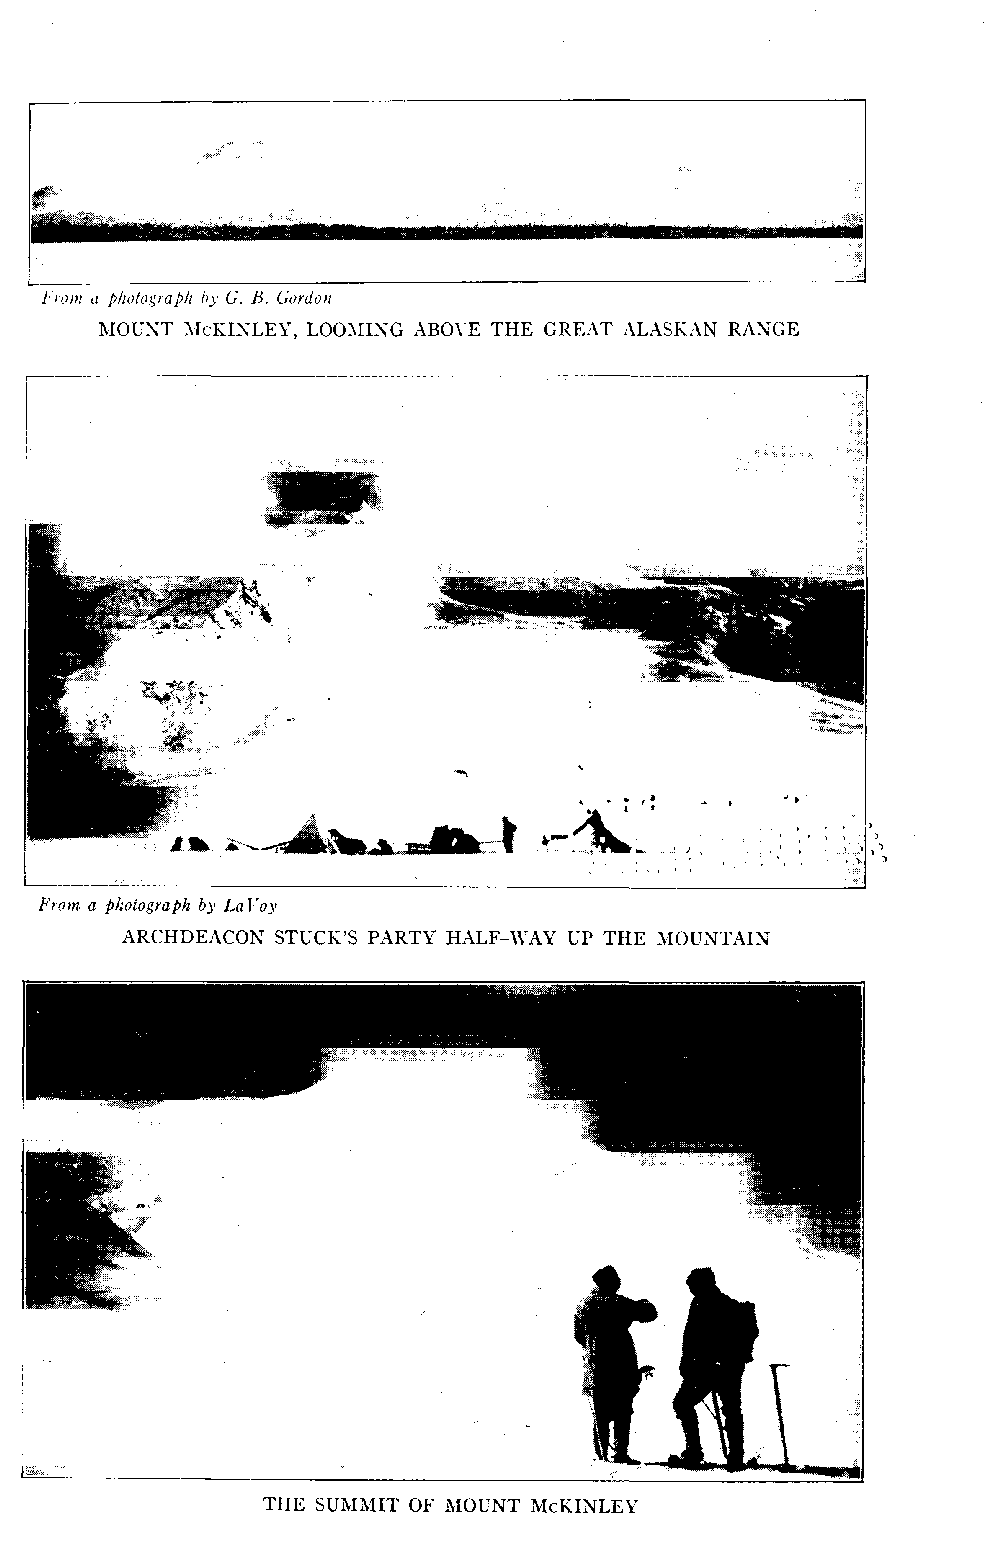 From a photograph by G. B. Gordon
MOUNT McKINLEY, LOOMING ABOVE THE GREAT ALASKAN RANGE
From a photograph by LaVoy
ARCHDEACON STUCK'S PARTY HALF-WAY UP THE MOUNTAIN
THE SUMMIT OF MOUNT McKINLEY